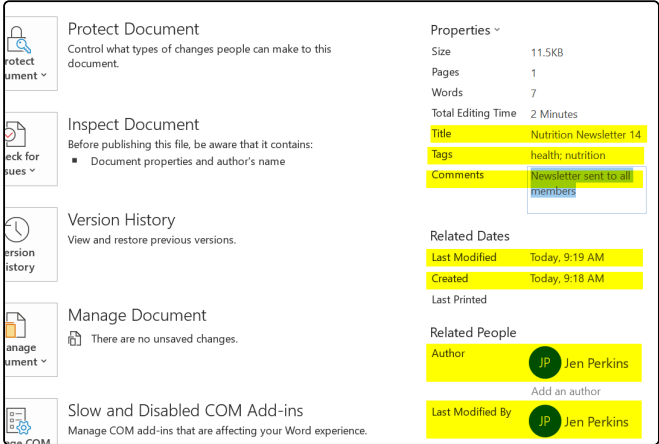 Protect Document
Control what types of changes people can make to this
document.
rotect
ument
Inspect Document
Before publishing this file, be aware that it contains:
Document properties and author's name
eck for
sues
Version History
View and restore previous versions.
ersion
istory
Manage Document
There are no unsaved changes.
anage
ument
Slow and Disabled COM Add-ins
Manage COM add-ins that are affecting your Word experience.
age COM
Properties
Size 11.5KB
Pages 1
Words 7
Total Editing Time 2 Minutes
Title Nutrition Newsletter 14
Tags health; nutrition
Comments Newsletter sent to all
members
Related Dates
Last Modified Today, 9:19 AM
Created Today, 9:18 AM
Last Printed
Related People
Author JP Jen Perkins
Add an author
Last Modified By JP Jen Perkins